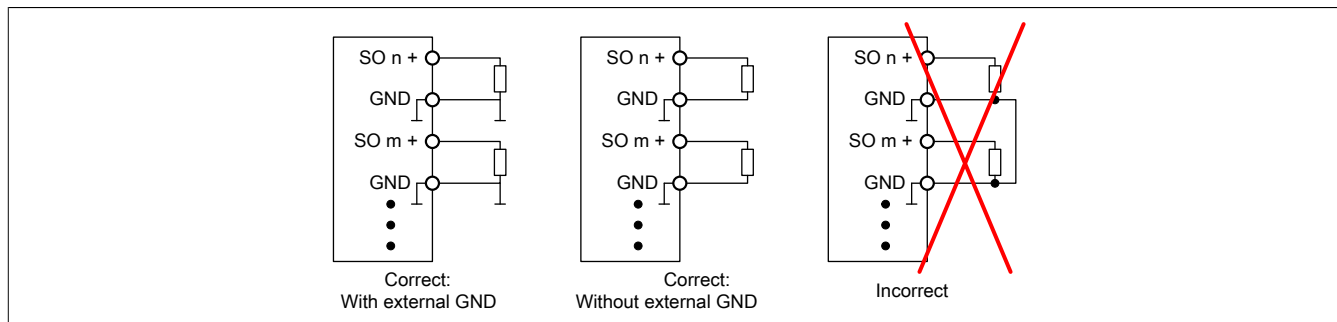 SO n +
GND
SO m +
GND
Correct:
With external GND
SO n +
GND
SO m +
GND
Correct:
Without external GND
SO n +
GND
SO m +
GND
Incorrect